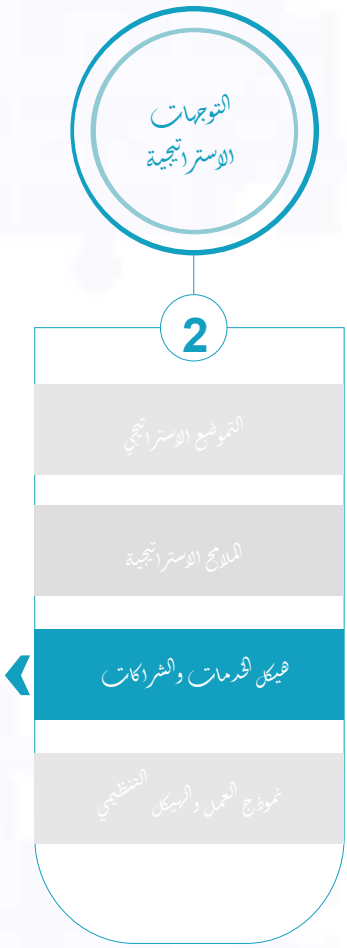 التوجهات
الاستراتيجية
2
التموضع الاستراتيجي
الملامح الاستراتيجية
هيكل الخدمات والشراكات
نموذج العمل والهيكل التنظيمي